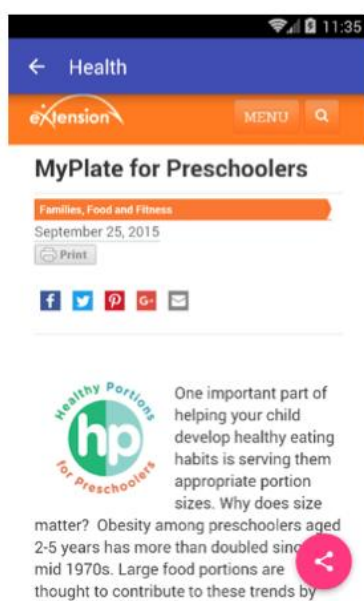 11:35
Health
eXtension
MENU
MyPlate for Preschoolers
Families, Food and Fitness
September 25, 2015
Print
Healthy Portions
hp
for Preschoolers
One important part of
helping your child
develop healthy eating
habits is serving them
appropriate portion
sizes. Why does size
matter? Obesity among preschoolers aged
2-5 years has more than doubled
mid 1970s. Large food portions are
thought to contribute to these trends by